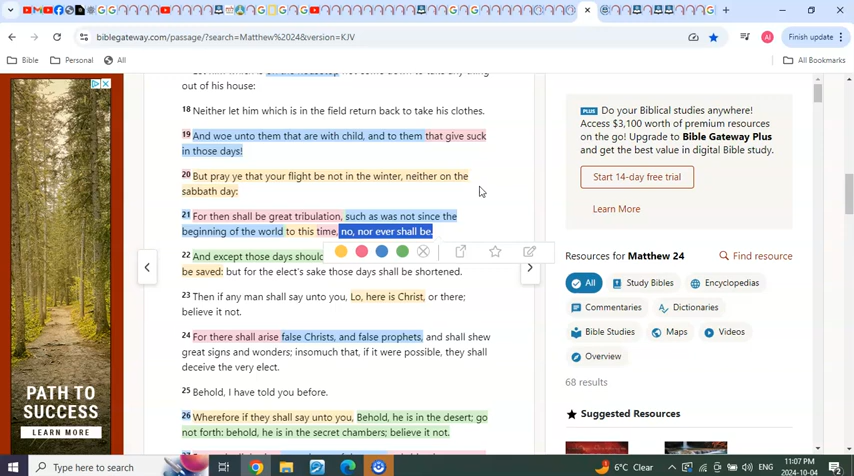 Finish update
biblegateway.com/passage/?search=Matthew%2024&version=KJV
Bible
Personal
All
All Bookmarks
out of his house:
18 Neither let him which is in the field return back to take his clothes.
19 And woe unto them that are with child, and to them that give suck
in those days!
20 But pray ye that your flight be not in the winter, neither on the
sabbath day:
21 For then shall be great tribulation, such as was not since the
beginning of the world to this time, no, nor ever shall be.
22 And except those days should
be saved: but for the elect's sake those days shall be shortened.
23 Then if any man shall say unto you, Lo, here is Christ, or there;
believe it not.
24 For there shall arise false Christs, and false prophets, and shall shew
great signs and wonders; insomuch that, if it were possible, they shall
deceive the very elect.
25 Behold, I have told you before.
26 Wherefore if they shall say unto you, Behold, he is in the desert; go
not forth: behold, he is in the secret chambers; believe it not.
PATH TO
SUCCESS
LEARN MORE
PLUS Do your Biblical studies anywhere!
Access $3,100 worth of premium resources
on the go! Upgrade to Bible Gateway Plus
and get the best value in digital Bible study.
Start 14-day free trial
Learn More
Resources for Matthew 24
Find resource
All
Study Bibles
Encyclopedias
Commentaries
Dictionaries
Bible Studies
Maps
Videos
Overview
68 results
Suggested Resources
Type here to search
6°C Clear
ENG
11:07 PM
2024-10-04